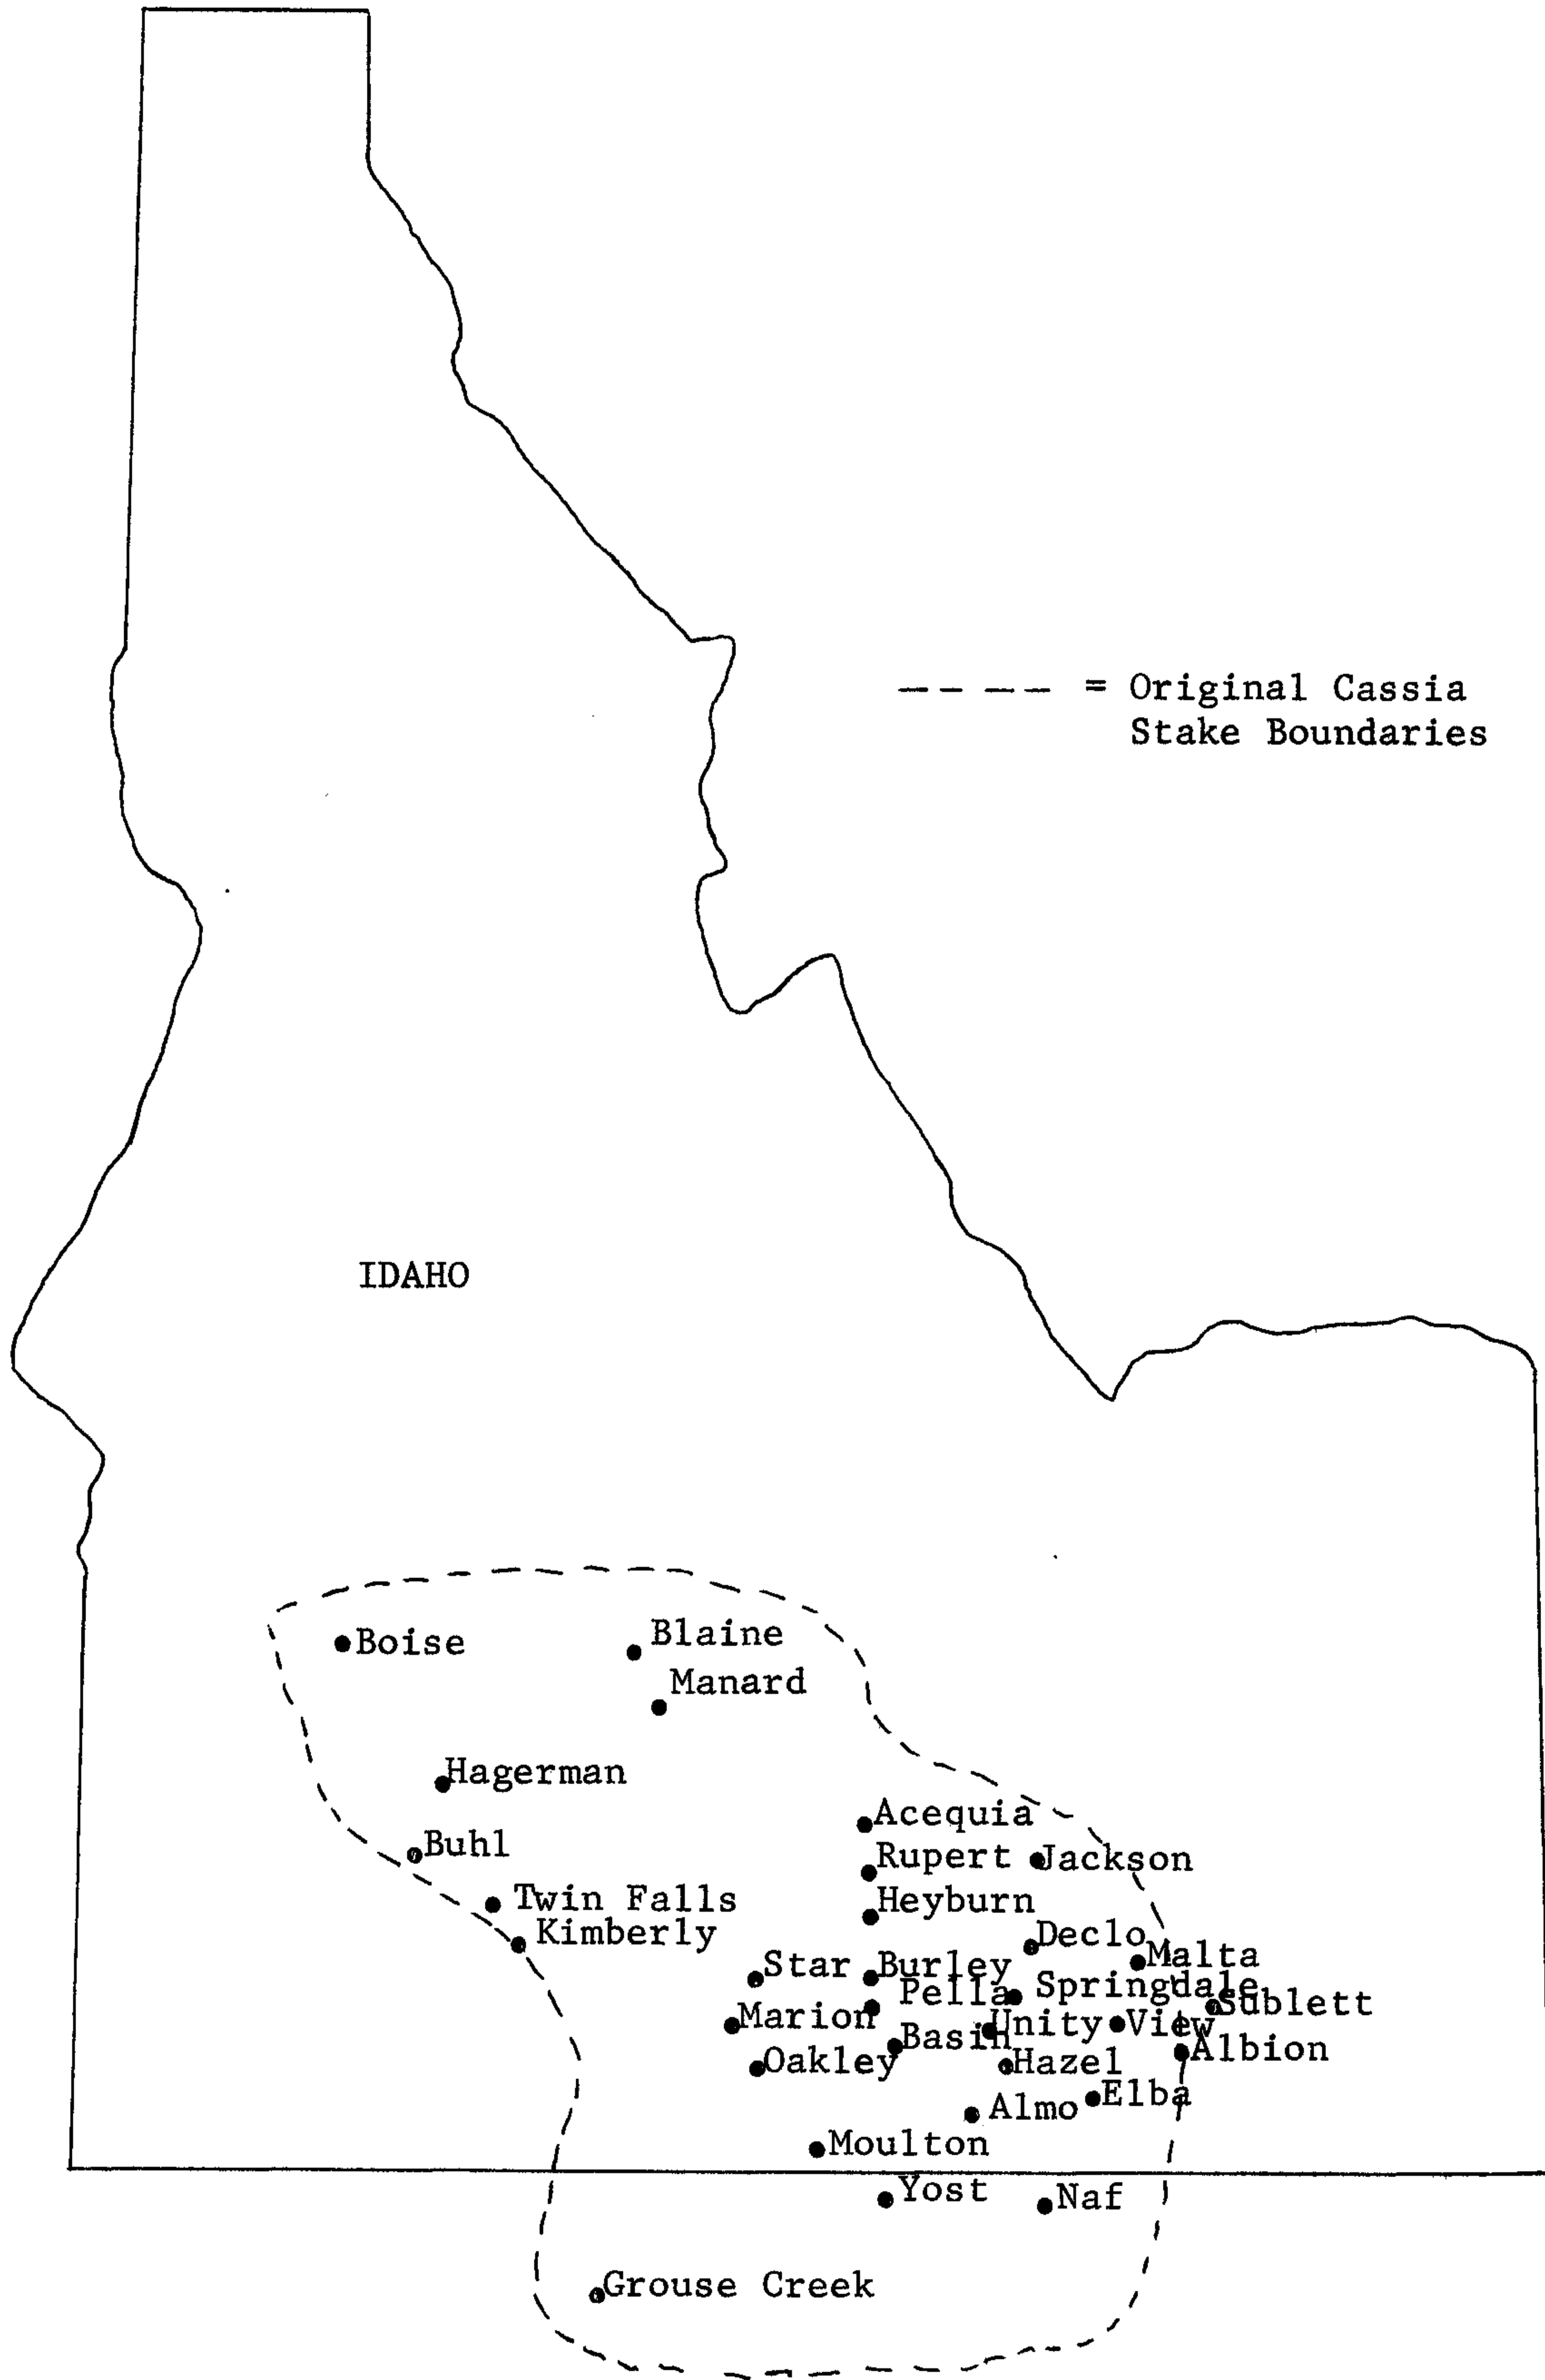 ---- = Original Cassia
Stake Boundaries
IDAHO
Boise
Blaine
Manard
Hagerman
Acequia
Buhl
Rupert
Jackson
Twin Falls
Heyburn
Kimberly
Declo
Malta
Star
Burley
Springdale
Pella
Sublett
Marion
Unity
View
Basin
Albion
Oakley
Hazel
Elba
Almo
Moulton
Yost
Naf
Grouse Creek